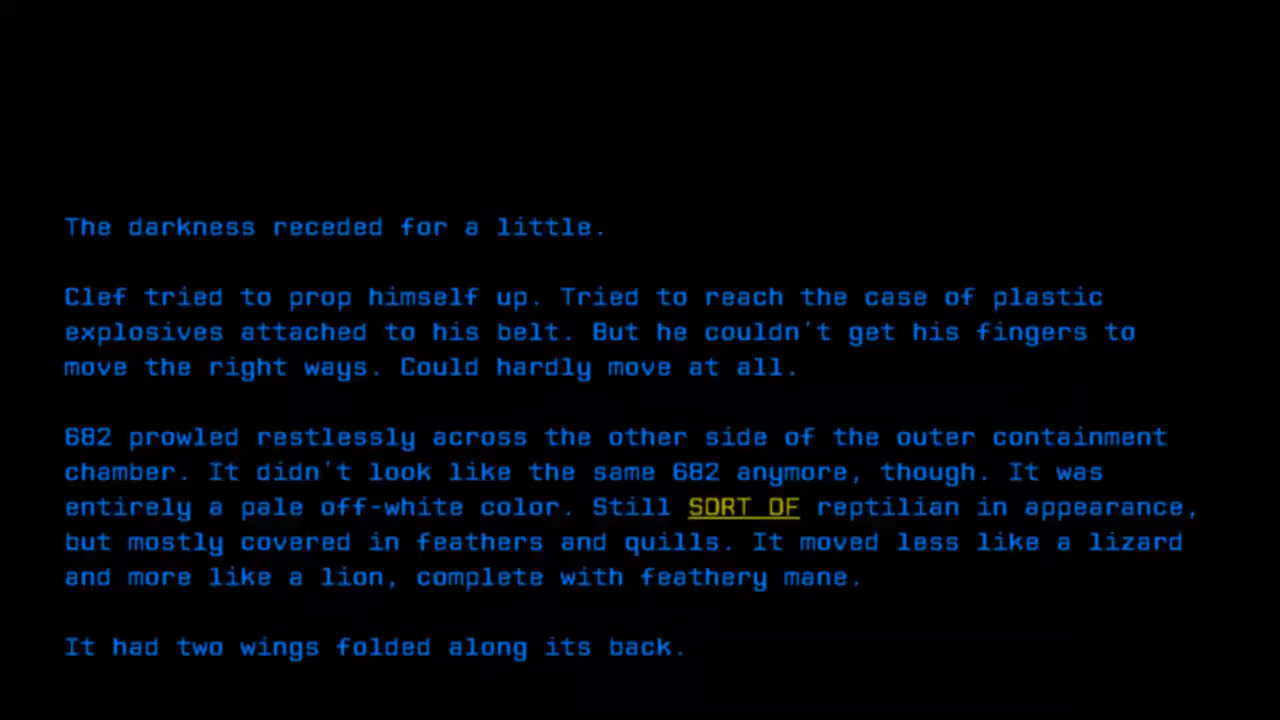 The darkness receded for a little.
Clef tried to prop himself up. Tried to reach the case of plastic
explosives attached to his belt. But he couldn't get his fingers to
move the right ways. Could hardly move at all.
682 prowled restlessly across the other side of the outer containment
chamber. It didn't look like the same 682 anymore, though. It was
entirely a pale off-white color. Still SORT OF reptilian in appearance,
but mostly covered in feathers and quills. It moved less like a lizard
and more like a lion, complete with feathery mane.
It had two wings folded along its back.